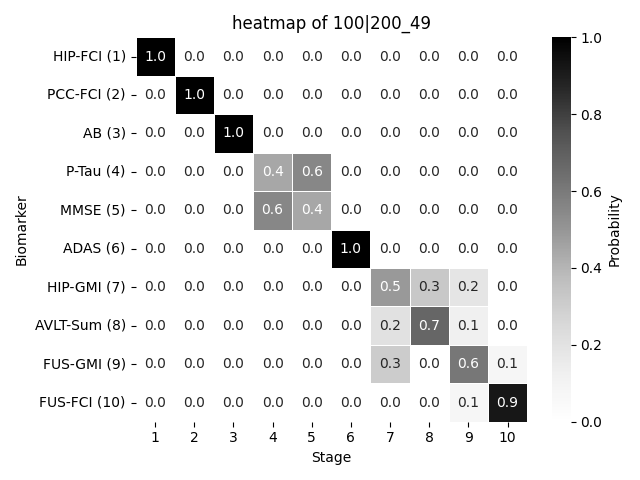 heatmap of 100|200_49
HIP-FCI (1) 1.0 0.0 0.0 0.0 0.0 0.0 0.0 0.0 0.0 0.0
PCC-FCI (2) 0.0 1.0 0.0 0.0 0.0 0.0 0.0 0.0 0.0 0.0
AB (3) 0.0 0.0 1.0 0.0 0.0 0.0 0.0 0.0 0.0 0.0
P-Tau (4) 0.0 0.0 0.0 0.4 0.6 0.0 0.0 0.0 0.0 0.0
MMSE (5) 0.0 0.0 0.0 0.6 0.4 0.0 0.0 0.0 0.0 0.0
ADAS (6) 0.0 0.0 0.0 0.0 0.0 1.0 0.0 0.0 0.0 0.0
HIP-GMI (7) 0.0 0.0 0.0 0.0 0.0 0.0 0.5 0.3 0.2 0.0
AVLT-Sum (8) 0.0 0.0 0.0 0.0 0.0 0.0 0.2 0.7 0.1 0.0
FUS-GMI (9) 0.0 0.0 0.0 0.0 0.0 0.0 0.3 0.0 0.6 0.1
FUS-FCI (10) 0.0 0.0 0.0 0.0 0.0 0.0 0.0 0.0 0.1 0.9
1 2 3 4 5 6 7 8 9 10
Stage
Biomarker
1.0
0.8
0.6
0.4
0.2
0.0
Probability